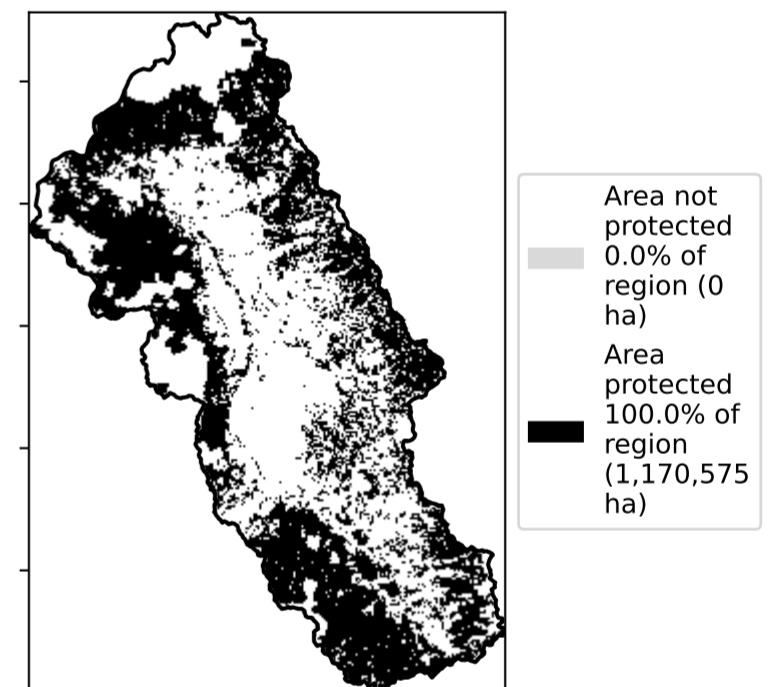 Area not
protected
0.0% of
region (0
ha)
Area
protected
100.0% of
region
(1,170,575
ha)